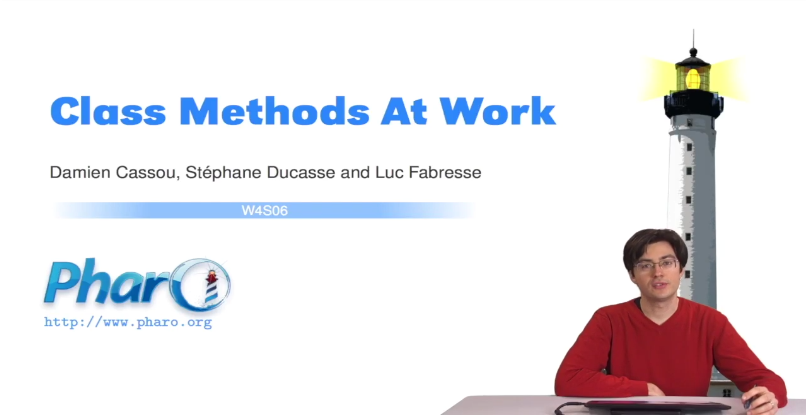 Class Methods At Work
Damien Cassou, Stéphane Ducasse and Luc Fabresse
W4S06
Pharo
http://www.pharo.org